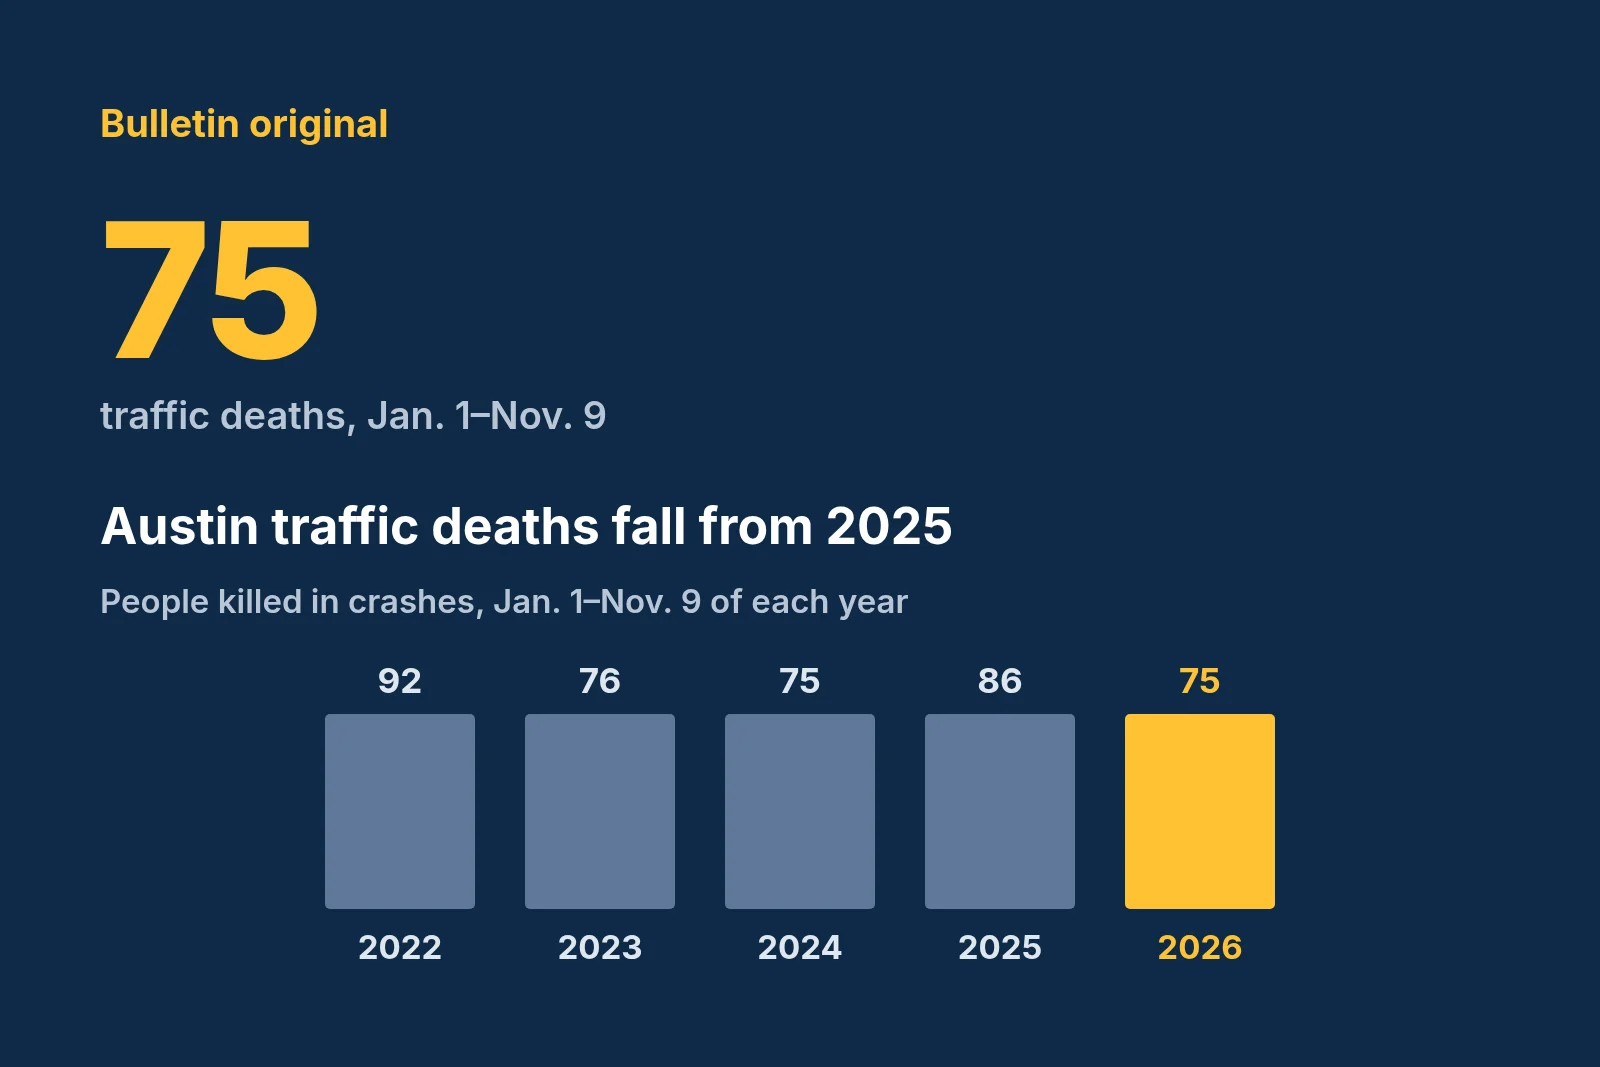 Bulletin original
75
traffic deaths, Jan. 1–Nov. 9
Austin traffic deaths fall from 2025
People killed in crashes, Jan. 1–Nov. 9 of each year
92 76 75 86 75
2022 2023 2024 2025 2026